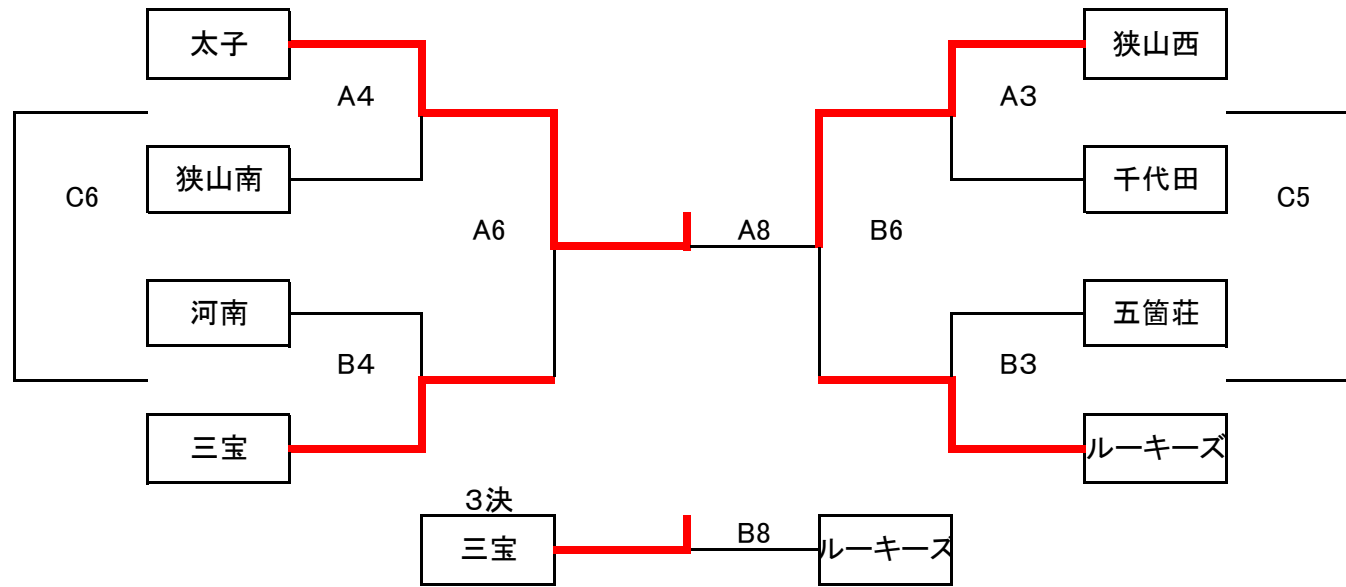 太子
狭山西
A4
A3
狭山南
千代田
C6
C5
A6
A8
B6
河南
五箇荘
B4
B3
三宝
ルーキーズ
3決
三宝
B8
ルーキーズ